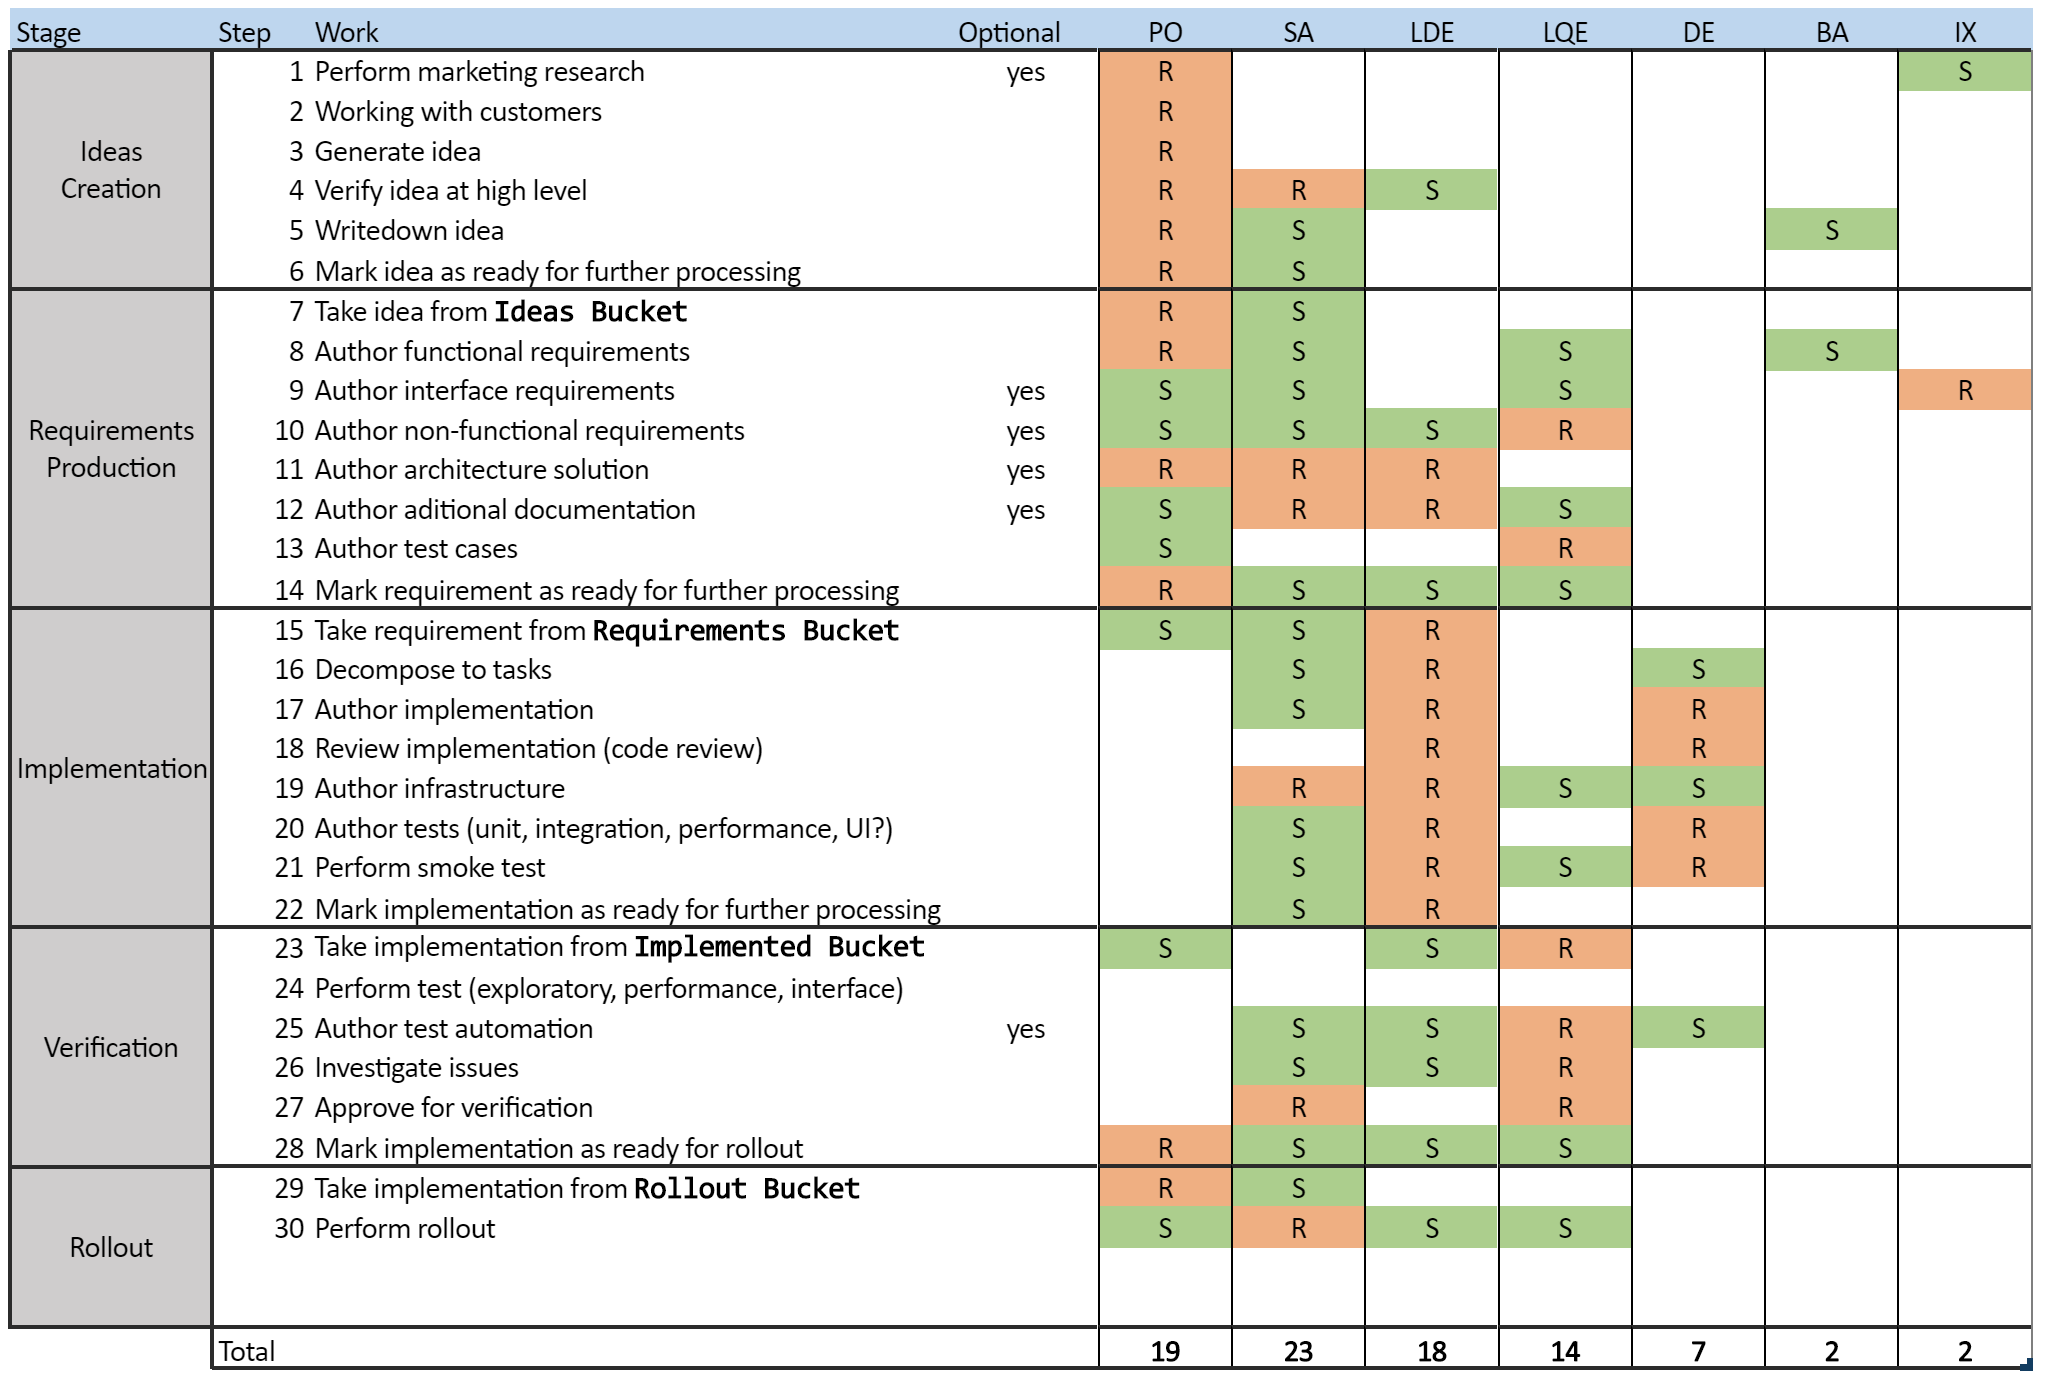 Stage Step Work Optional PO SA LDE LQE DE BA IX
Ideas Creation
1 Perform marketing research yes R S
2 Working with customers R
3 Generate idea R
4 Verify idea at high level R R S
5 Writedown idea R S S
6 Mark idea as ready for further processing R S
Requirements Production
7 Take idea from Ideas Bucket R S
8 Author functional requirements R S S S
9 Author interface requirements yes S S S R
10 Author non-functional requirements yes S S S R
11 Author architecture solution yes R R R
12 Author aditional documentation yes S R R S
13 Author test cases S R
14 Mark requirement as ready for further processing R S S S
Implementation
15 Take requirement from Requirements Bucket S S R
16 Decompose to tasks S R S
17 Author implementation S R R
18 Review implementation (code review) R R
19 Author infrastructure R R S S
20 Author tests (unit, integration, performance, UI?) S R R
21 Perform smoke test S R S R
22 Mark implementation as ready for further processing S R
Verification
23 Take implementation from Implemented Bucket S S R
24 Perform test (exploratory, performance, interface)
25 Author test automation yes S S R S
26 Investigate issues S S R
27 Approve for verification R R
28 Mark implementation as ready for rollout R S S S
Rollout
29 Take implementation from Rollout Bucket R S
30 Perform rollout S R S S
Total 19 23 18 14 7 2 2